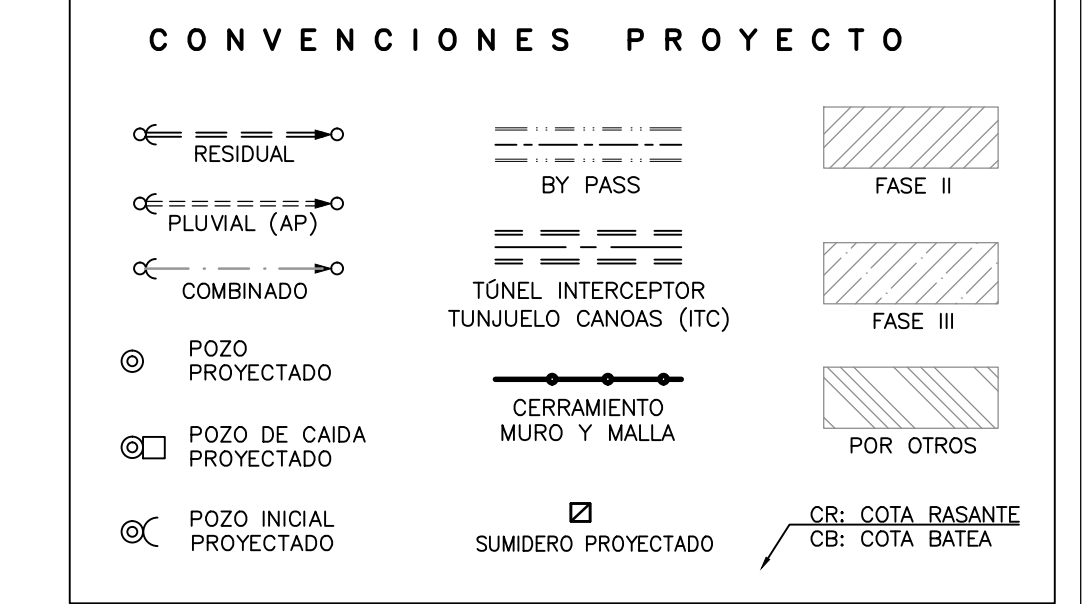 CONVENCIONES PROYECTO
RESIDUAL
PLUVIAL (AP)
COMBINADO
POZO
PROYECTADO
POZO DE CAIDA
PROYECTADO
POZO INICIAL
PROYECTADO
BY PASS
TÚNEL INTERCEPTOR
TUNJUELO CANOAS (ITC)
CERRAMIENTO
MURO Y MALLA
SUMIDERO PROYECTADO
FASE II
FASE III
POR OTROS
CR: COTA RASANTE
CB: COTA BATEA